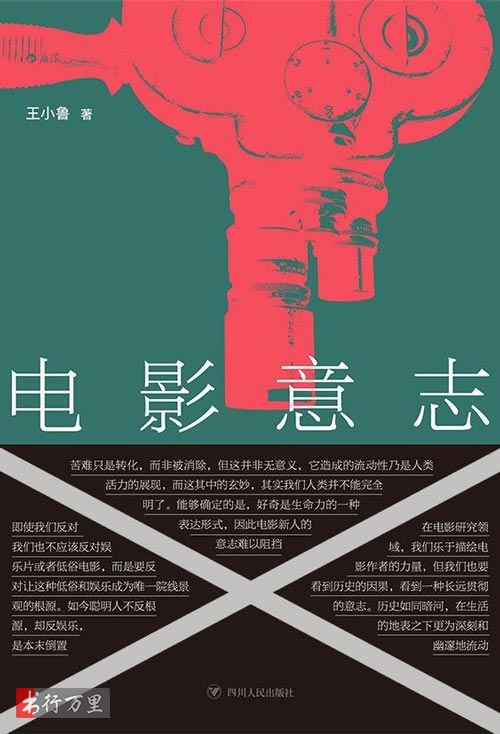 后浪
王小鲁 著
电影意志
苦难只是转化，而非被消除，但这并非无意义，它造成的流动性乃是人类
活力的展现，而这其中的玄妙，其实我们人类并不能完全
明了。能够确定的是，好奇是生命力的一种
表达形式，因此电影新人的
意志难以阻挡
即使我们反对
我们也不应该反对娱
乐片或者低俗电影，而是要反
对让这种低俗和娱乐成为唯一院线景
观的根源。如今聪明人不反根
源，却反娱乐，
是本末倒置
在电影研究领
域，我们乐于描绘电
影作者的力量，但我们也要
看到历史的因果，看到一种长远贯彻
的意志。历史如同暗河，在生活
的地表之下更为深刻和
幽邃地流动
四川人民出版社
书行万里